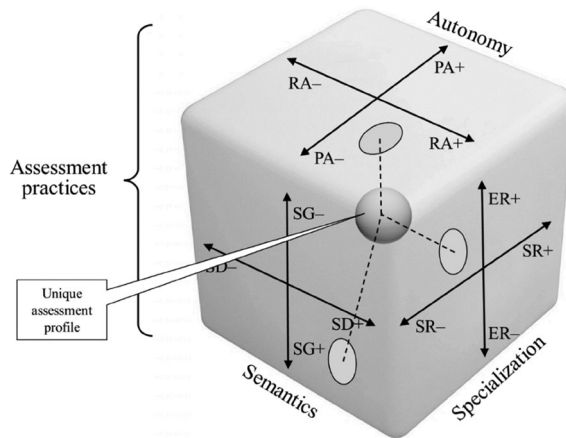 Autonomy
PA+
RA−
PA−
RA+
Assessment
practices
SG−
ER+
SD−
SR+
Unique
assessment
profile
SD+
SR−
SG+
ER−
Semantics
Specialization